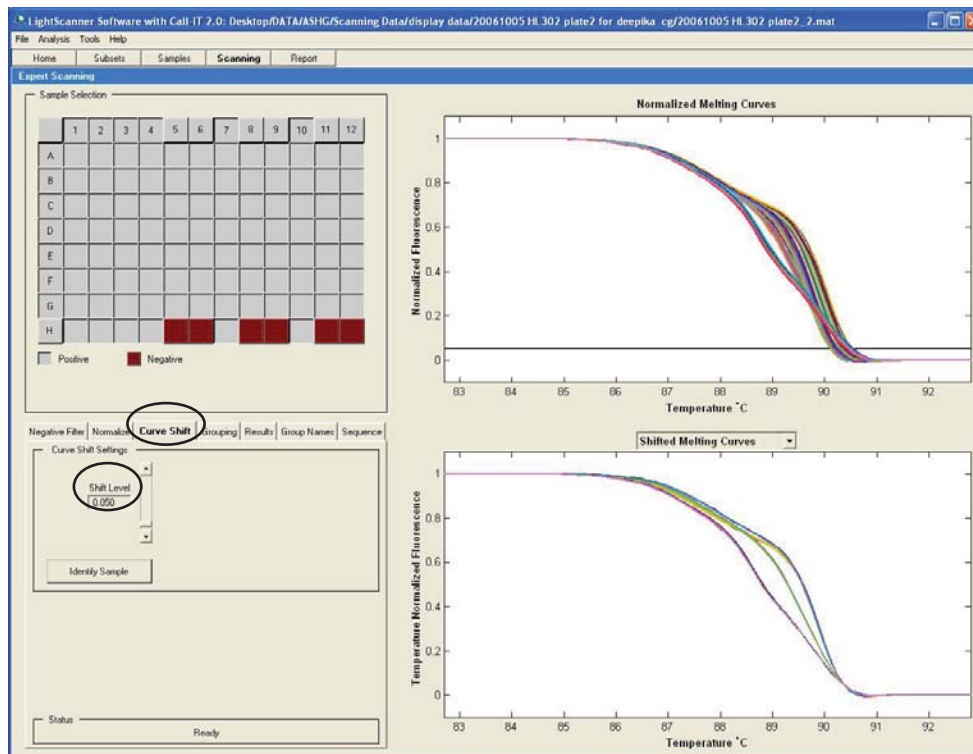 LightScanner Software with Call-IT 2.0: Desktop/DATA/ASHG/Scanning Data/display data/20061005 HL302 plate2 for deepika cg/20061005 HL302 plate2_2.mat
File Analysis Tools Help
Home Subsets Samples Scanning Report
Expert Scanning
Sample Selection
1 2 3 4 5 6 7 8 9 10 11 12
A
B
C
D
E
F
G
H
Positive Negative
Negative Filter Normalize Curve Shift Grouping Results Group Names Sequence
Curve Shift Settings
Shift Level
0.050
Identify Sample
Status
Ready
Normalized Melting Curves
Normalized Fluorescence
1
0.8
0.6
0.4
0.2
0
83 84 85 86 87 88 89 90 91 92
Temperature °C
Shifted Melting Curves
Temperature Normalized Fluorescence
1
0.8
0.6
0.4
0.2
0
83 84 85 86 87 88 89 90 91 92
Temperature °C